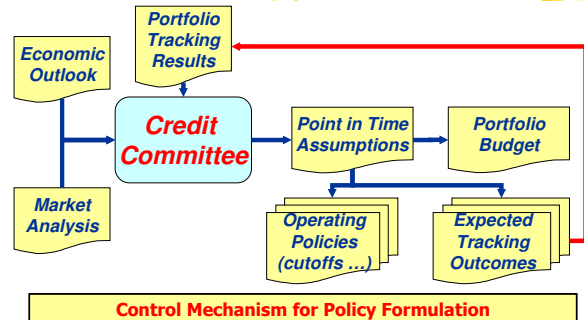 Portfolio
Tracking
Results
Economic
Outlook
Credit
Committee
Point in Time
Assumptions
Portfolio
Budget
Market
Analysis
Operating
Policies
(cutoffs ...)
Expected
Tracking
Outcomes
Control Mechanism for Policy Formulation